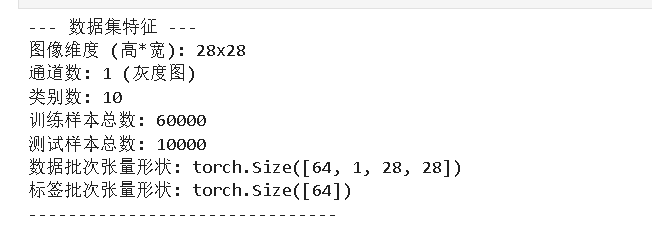 --- 数据集特征 ---
图像维度 (高*宽): 28x28
通道数: 1 (灰度图)
类别数: 10
训练样本总数: 60000
测试样本总数: 10000
数据批次张量形状: torch.Size([64, 1, 28, 28])
标签批次张量形状: torch.Size([64])
-------------------------------